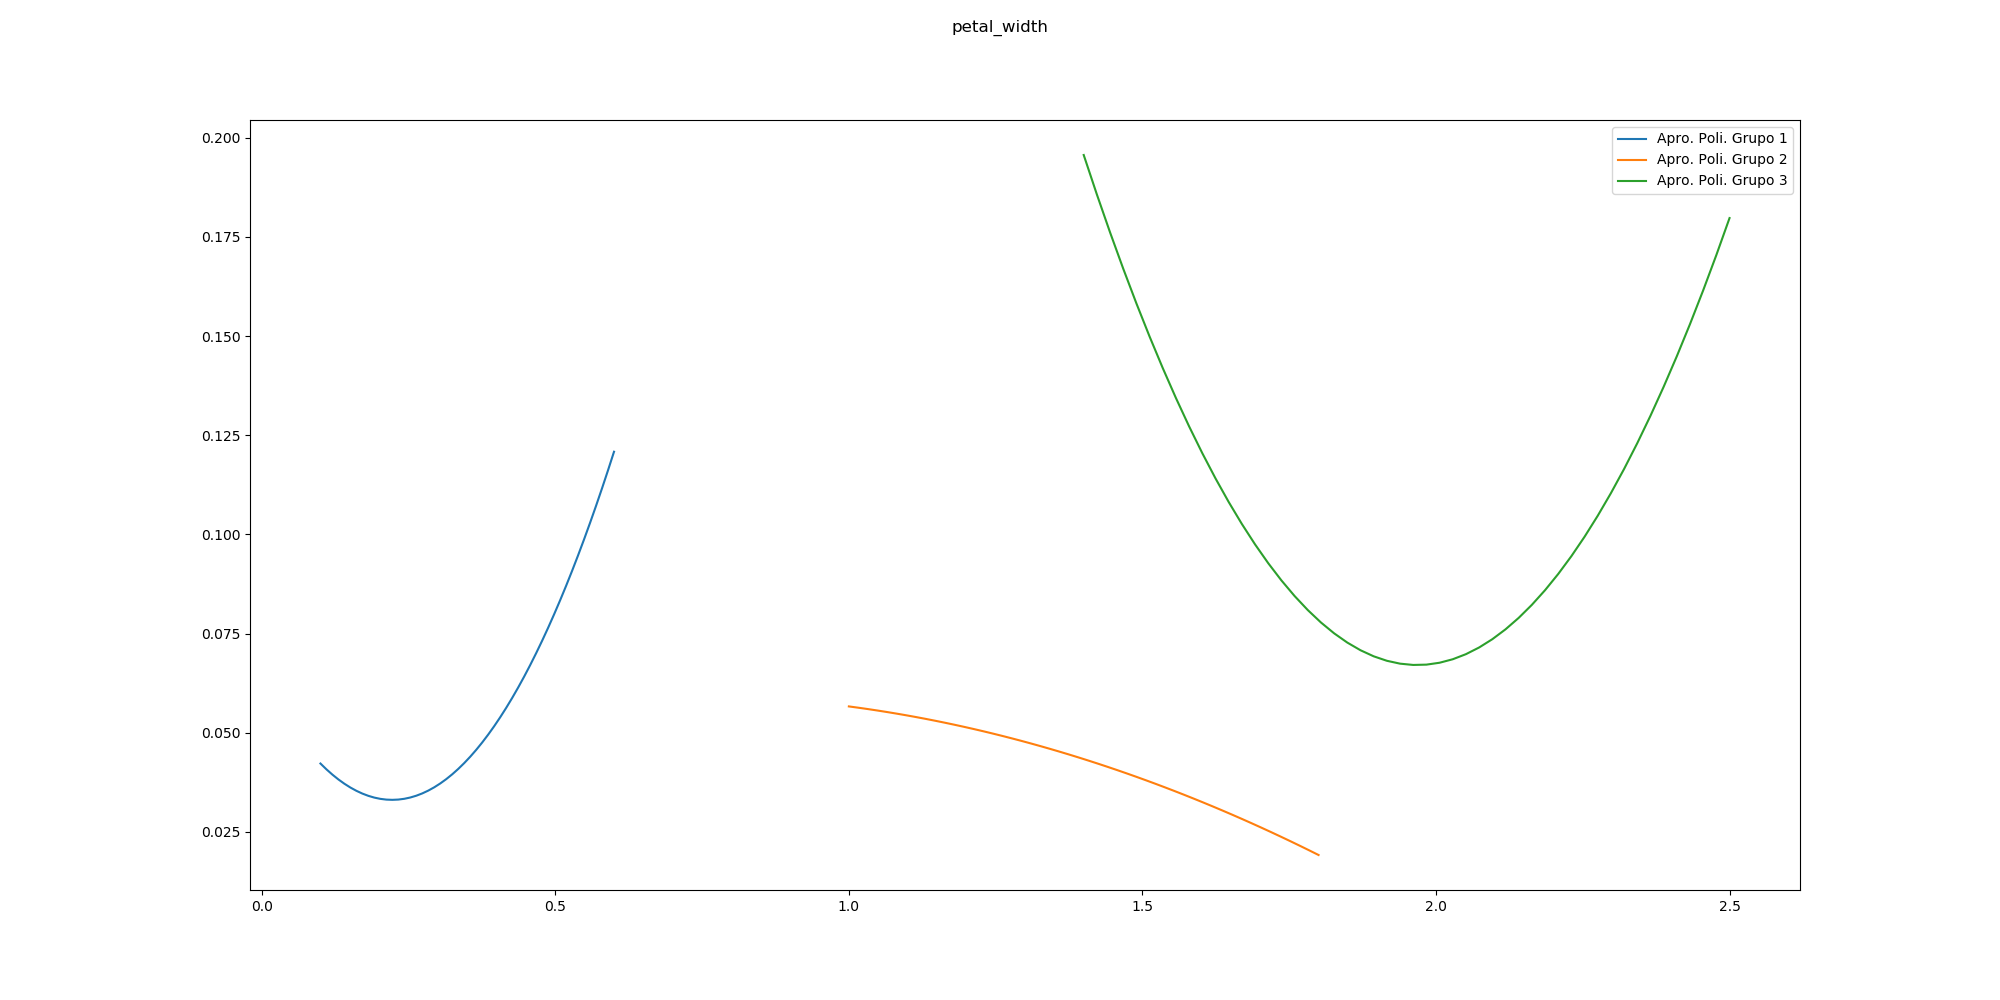 petal_width
0.200
0.175
0.150
0.125
0.100
0.075
0.050
0.025
0.0 0.5 1.0 1.5 2.0 2.5
Apro. Poli. Grupo 1
Apro. Poli. Grupo 2
Apro. Poli. Grupo 3